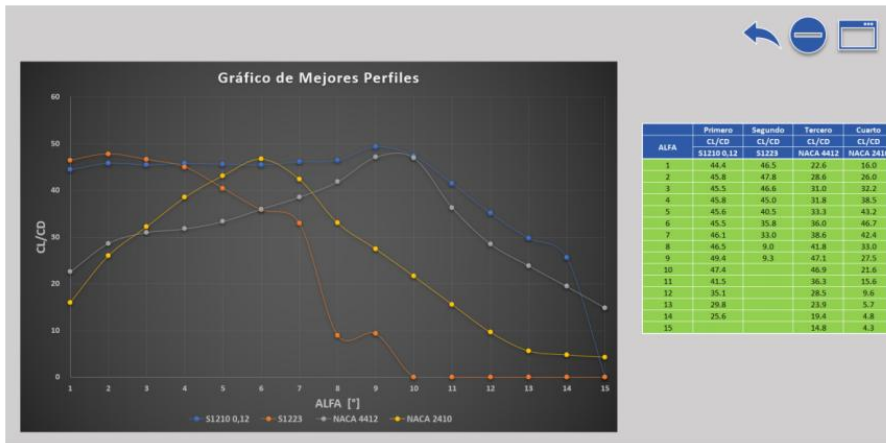 Gráfico de Mejores Perfiles
60
50
40
30
20
10
0
CL/CD
1 2 3 4 5 6 7 8 9 10 11 12 13 14 15
ALFA [°]
S1210 0,12 S1223 NACA 4412 NACA 2410
ALFA Primero Segundo Tercero Cuarto
CL/CD CL/CD CL/CD CL/CD
S1210 0,12 S1223 NACA 4412 NACA 2410
1 44.4 46.5 22.6 16.0
2 45.8 47.8 28.6 26.0
3 45.5 46.6 31.0 32.2
4 45.8 45.0 31.8 38.5
5 45.6 40.5 33.3 43.2
6 45.5 35.8 36.0 46.7
7 46.1 33.0 38.6 42.4
8 46.5 9.0 41.8 33.0
9 49.4 9.3 47.1 27.5
10 47.4 46.9 21.6
11 41.5 36.3 15.6
12 35.1 28.5 9.6
13 29.8 23.9 5.7
14 25.6 19.4 4.8
15 14.8 4.3